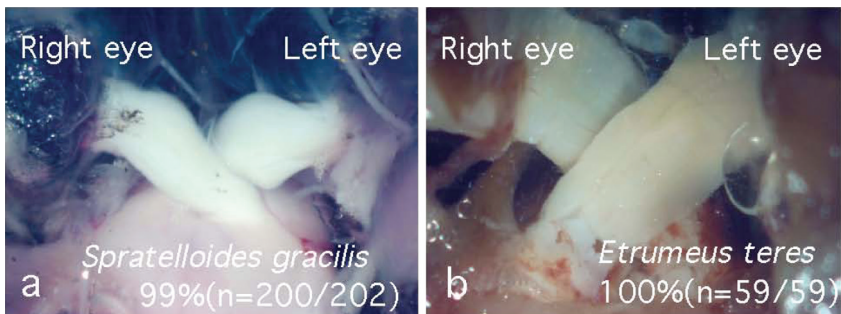 Right eye
Left eye
Spratelloides gracilis
a
99%(n=200/202)
Right eye
Left eye
Etrumeus teres
b
100%(n=59/59)